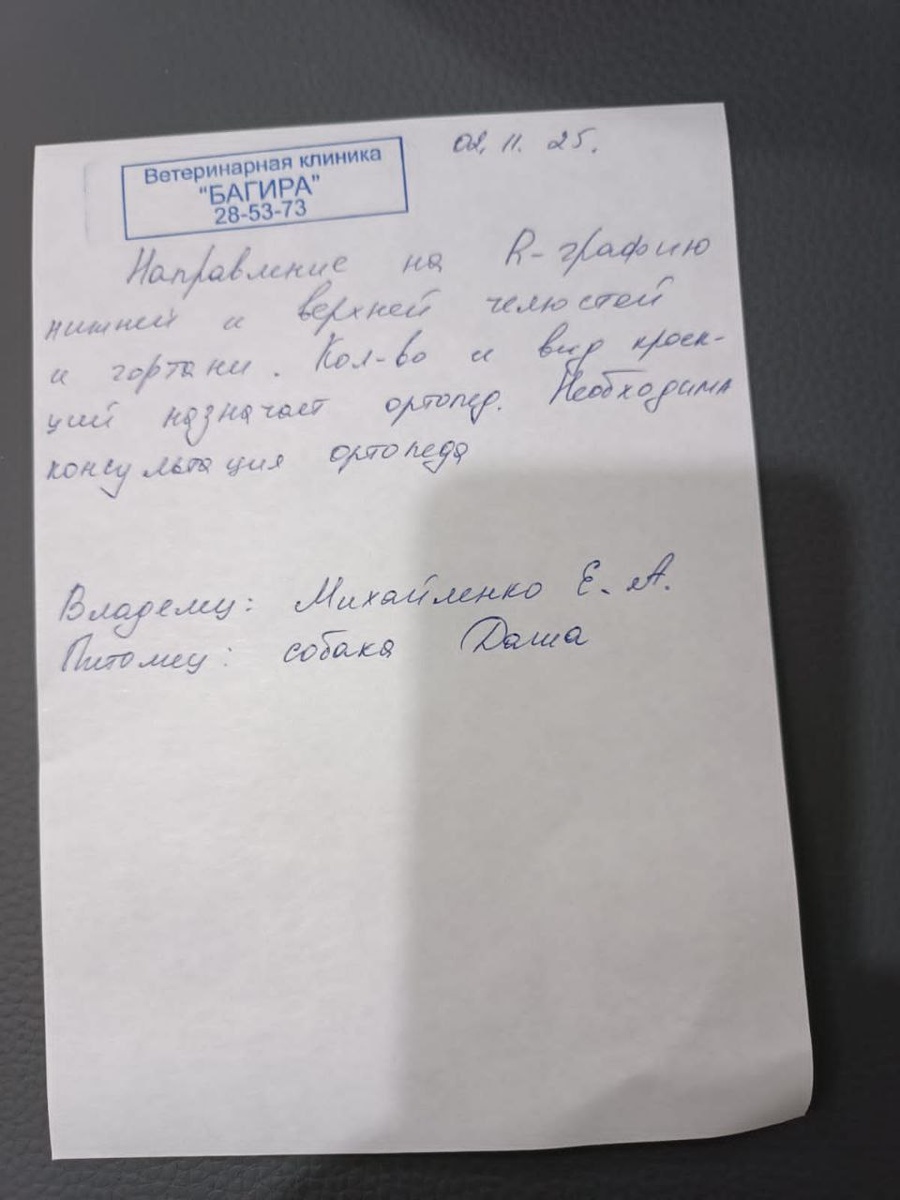 02. 11. 25.
Ветеринарная клиника
"БАГИРА"
28-53-73
Направление на R-графию
нижней и верхней челюстей
и гортани. Кол-во и вид проек-
ций назначает ортопед. Необходима
консультация ортопеда
Владелец: Михайленко Е. А.
Питомец: собака Даша